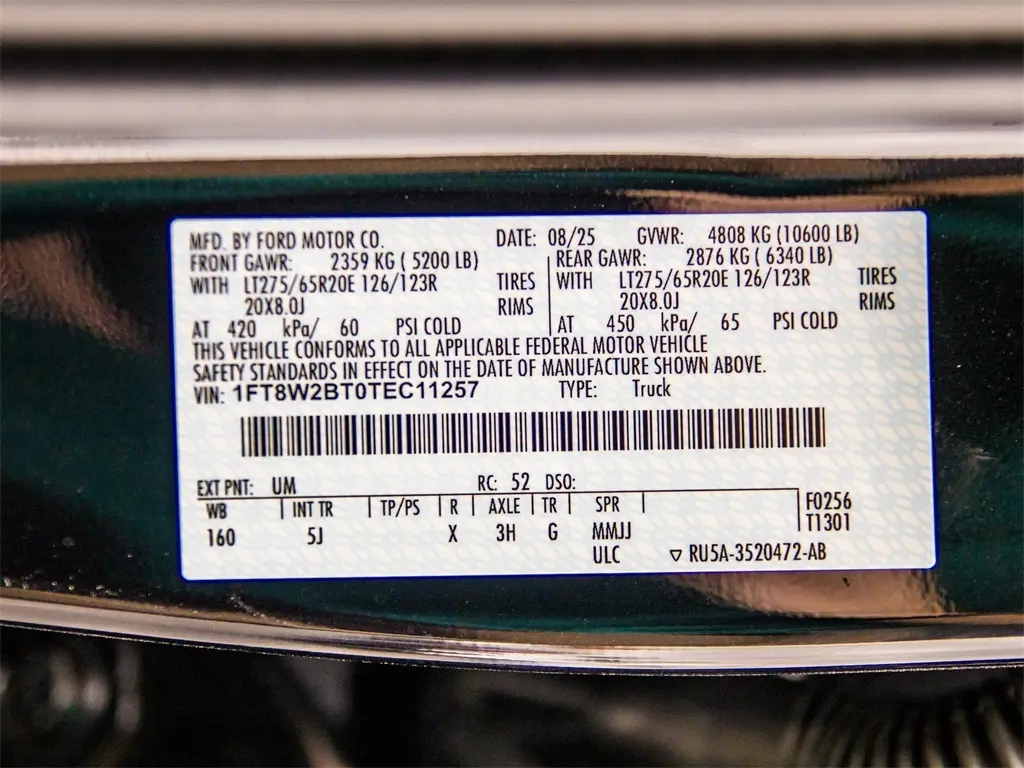 MFD. BY FORD MOTOR CO. DATE: 08/25 GVWR: 4808 KG (10600 LB)
FRONT GAWR: 2359 KG ( 5200 LB) REAR GAWR: 2876 KG ( 6340 LB)
WITH LT275/65R20E 126/123R TIRES WITH LT275/65R20E 126/123R TIRES
20X8.0J RIMS 20X8.0J RIMS
AT 420 kPa/ 60 PSI COLD AT 450 kPa/ 65 PSI COLD
THIS VEHICLE CONFORMS TO ALL APPLICABLE FEDERAL MOTOR VEHICLE
SAFETY STANDARDS IN EFFECT ON THE DATE OF MANUFACTURE SHOWN ABOVE.
VIN: 1FT8W2BT0TEC11257 TYPE: Truck
EXT PNT: UM RC: 52 DSO:
WB INT TR TP/PS R AXLE TR SPR F0256
160 5J X 3H G MMJJ T1301
ULC ▽ RU5A-3520472-AB